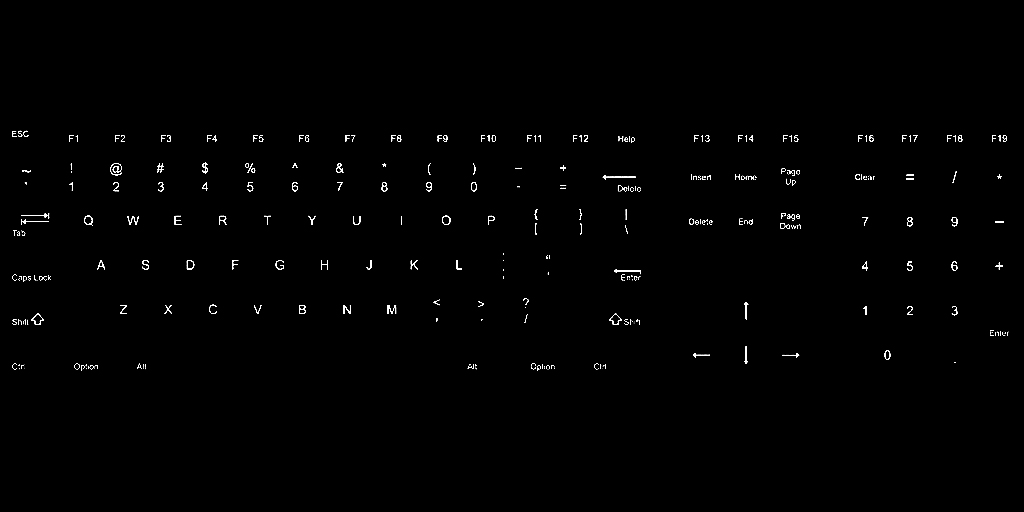 ESC F1 F2 F3 F4 F5 F6 F7 F8 F9 F10 F11 F12 Help F13 F14 F15 F16 F17 F18 F19
~ ! @ # $ % ^ & * ( ) – + Insert Home Page Up Clear = / *
` 1 2 3 4 5 6 7 8 9 0 - = Delete
Tab Q W E R T Y U I O P { } | Delete End Page Down 7 8 9 –
[ ] \
Caps Lock A S D F G H J K L : “ Enter 4 5 6 +
; '
Shift Z X C V B N M < > ? Shift 1 2 3
, . / Enter
Ctrl Option Alt Alt Option Ctrl 0 .